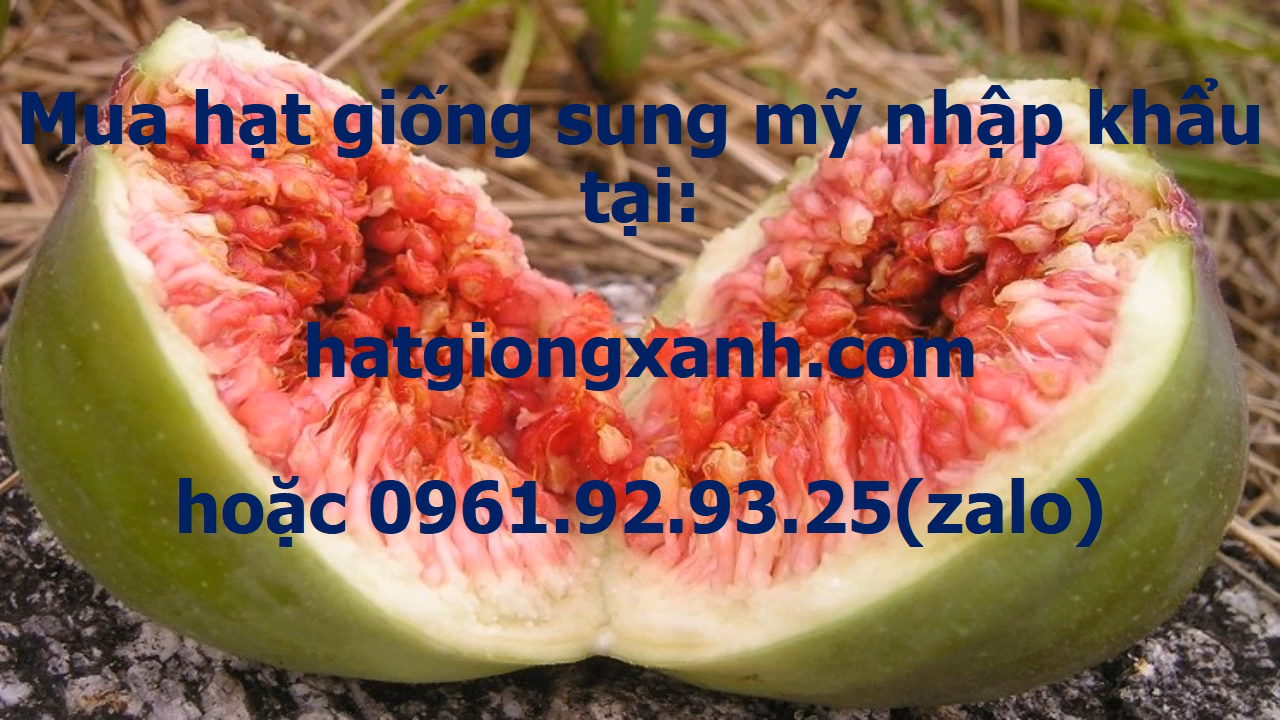 Mua hạt giống sung mỹ nhập khẩu
tại:
hatgiongxanh.com
hoặc 0961.92.93.25(zalo)